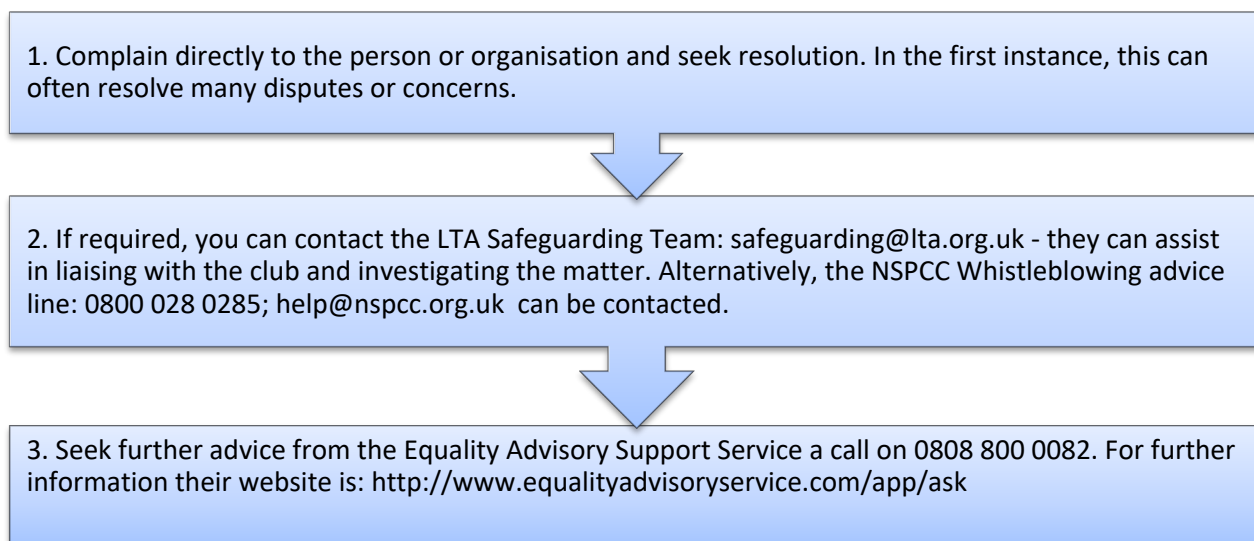 1. Complain directly to the person or organisation and seek resolution. In the first instance, this can
often resolve many disputes or concerns.
2. If required, you can contact the LTA Safeguarding Team: safeguarding@lta.org.uk - they can assist
in liaising with the club and investigating the matter. Alternatively, the NSPCC Whistleblowing advice
line: 0800 028 0285; help@nspcc.org.uk  can be contacted.
3. Seek further advice from the Equality Advisory Support Service a call on 0808 800 0082. For further
information their website is: http://www.equalityadvisoryservice.com/app/ask